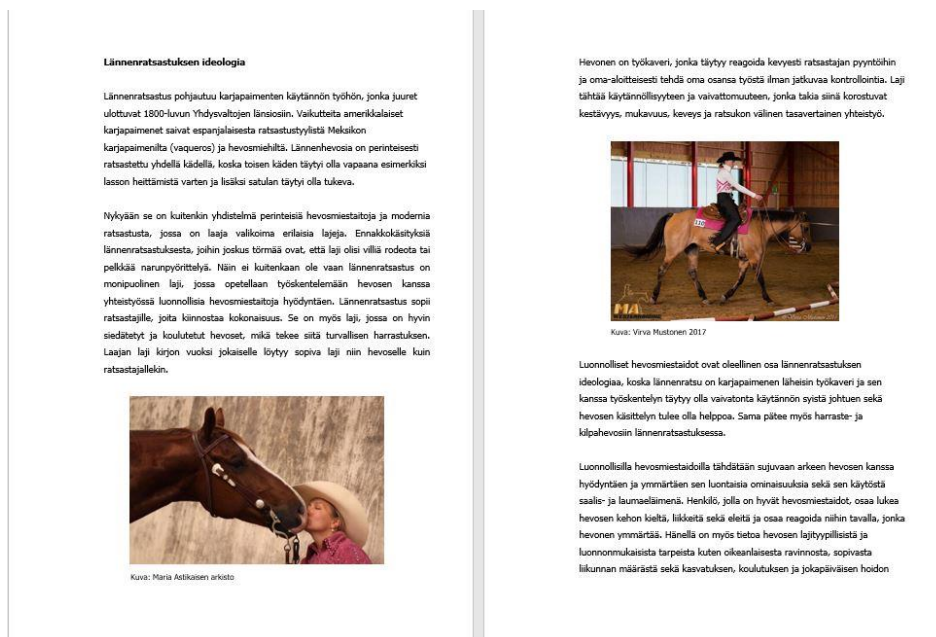 Lännenratsastuksen ideologia
Lännenratsastus pohjautuu karjapaimenten käytännön työhön, jonka juuret
ulottuvat 1800-luvun Yhdysvaltojen länsiosiin. Vaikutteita amerikkalaiset
karjapaimenet saivat espanjalaisesta ratsastustyylistä Meksikon
karjapaimenilta (vaqueros) ja hevosmiehiltä. Lännenhevosia on perinteisesti
ratsastettu yhdellä kädellä, koska toisen käden täytyi olla vapaana esimerkiksi
lasson heittämistä varten ja lisäksi satulan täytyi olla tukeva.
Nykyään se on kuitenkin yhdistelmä perinteisiä hevosmiestaitoja ja modernia
ratsastusta, jossa on laaja valikoima erilaisia lajeja. Ennakkokäsityksiä
lännenratsastuksesta, joihin joskus törmää ovat, että laji olisi villiä rodeota tai
pelkkää narunpyörittelyä. Näin ei kuitenkaan ole vaan lännenratsastus on
monipuolinen laji, jossa opetellaan työskentelemään hevosen kanssa
yhteistyössä luonnollisia hevosmiestaitoja hyödyntäen. Lännenratsastus sopii
ratsastajille, joita kiinnostaa kokonaisuus. Se on myös laji, jossa on hyvin
siedätetyt ja koulutetut hevoset, mikä tekee siitä turvallisen harrastuksen.
Laajan laji kirjon vuoksi jokaiselle löytyy sopiva laji niin hevoselle kuin
ratsastajallekin.
Kuva: Maria Astikaisen arkisto
Hevonen on työkaveri, jonka täytyy reagoida kevyesti ratsastajan pyyntöihin
ja oma-aloitteisesti tehdä oma osansa työstä ilman jatkuvaa kontrollointia. Laji
tähtää käytännöllisyyteen ja vaivattomuuteen, jonka takia siinä korostuvat
kestävyys, mukavuus, keveys ja ratsukon välinen tasavertainen yhteistyö.
330
MA
Kuva: Virva Mustonen 2017
Luonnolliset hevosmiestaidot ovat oleellinen osa lännenratsastuksen
ideologiaa, koska lännenratsu on karjapaimenen läheisin työkaveri ja sen
kanssa työskentelyn täytyy olla vaivatonta käytännön syistä johtuen sekä
hevosen käsittelyn tulee olla helppoa. Sama pätee myös harraste- ja
kilpahevosiin lännenratsastuksessa.
Luonnollisilla hevosmiestaidoilla tähdätään sujuvaan arkeen hevosen kanssa
hyödyntäen ja ymmärtäen sen luontaisia ominaisuuksia sekä sen käytöstä
saalis- ja laumaeläimenä. Henkilö, jolla on hyvät hevosmiestaidot, osaa lukea
hevosen kehon kieltä, liikkeitä sekä eleitä ja osaa reagoida niihin tavalla, jonka
hevonen ymmärtää. Hänellä on myös tietoa hevosen lajityypillisistä ja
luonnonmukaisista tarpeista kuten oikeanlaisesta ravinnosta, sopivasta
liikunnan määrästä sekä kasvatuksen, koulutuksen ja jokapäiväisen hoidon